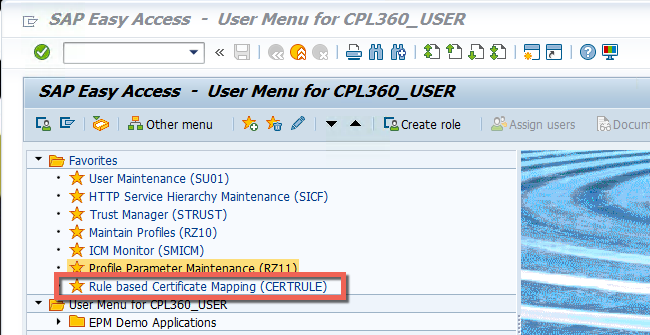 SAP Easy Access - User Menu for CPL360_USER
SAP Easy Access - User Menu for CPL360_USER
Other menu Create role Assign users Docum
Favorites
User Maintenance (SU01)
HTTP Service Hierarchy Maintenance (SICF)
Trust Manager (STRUST)
Maintain Profiles (RZ10)
ICM Monitor (SMICM)
Profile Parameter Maintenance (RZ11)
Rule based Certificate Mapping (CERTRULE)
User Menu for CPL360_USER
EPM Demo Applications